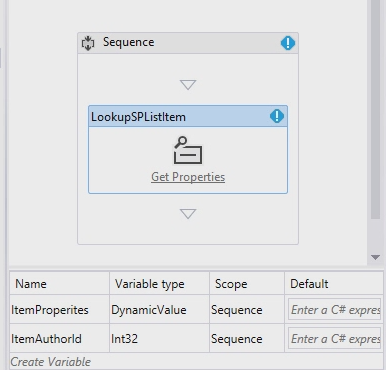 Sequence
LookupSPListItem
Get Properties
Name Variable type Scope Default
ItemProperites DynamicValue Sequence Enter a C# expres
ItemAuthorId Int32 Sequence Enter a C# expres
Create Variable